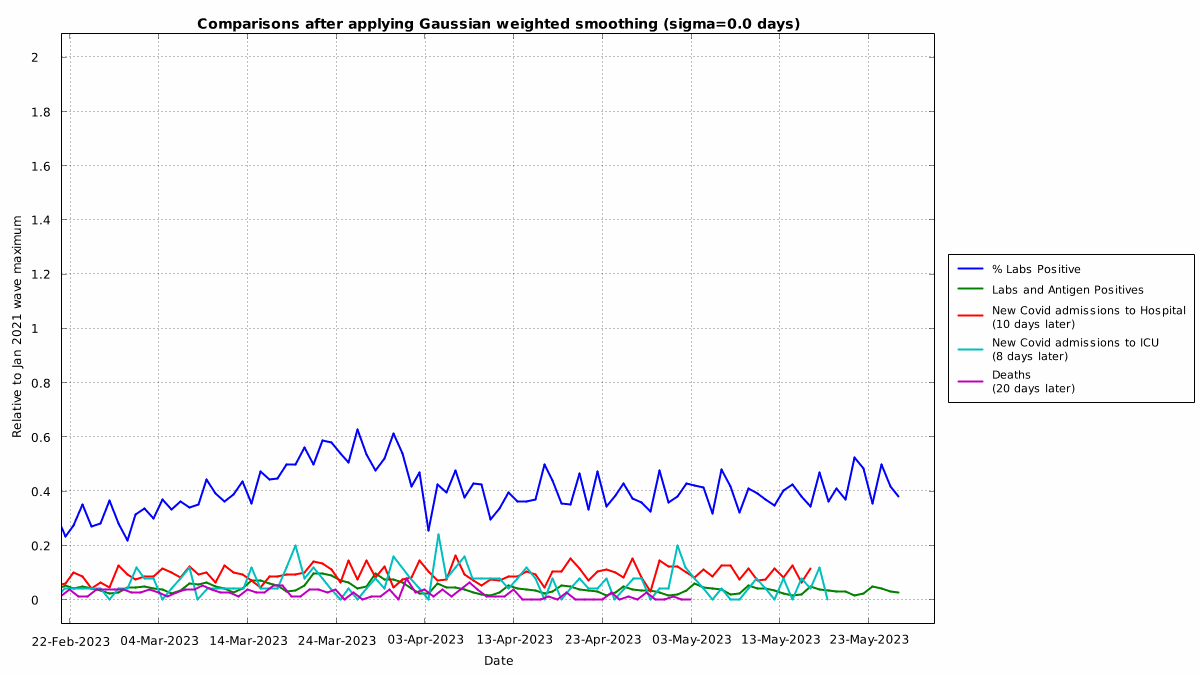 Comparisons after applying Gaussian weighted smoothing (sigma=0.0 days)
2
1.8
1.6
1.4
1.2
1
0.8
0.6
0.4
0.2
0
Relative to Jan 2021 wave maximum
22-Feb-2023 04-Mar-2023 14-Mar-2023 24-Mar-2023 03-Apr-2023 13-Apr-2023 23-Apr-2023 03-May-2023 13-May-2023 23-May-2023
Date
% Labs Positive
Labs and Antigen Positives
New Covid admissions to Hospital
(10 days later)
New Covid admissions to ICU
(8 days later)
Deaths
(20 days later)